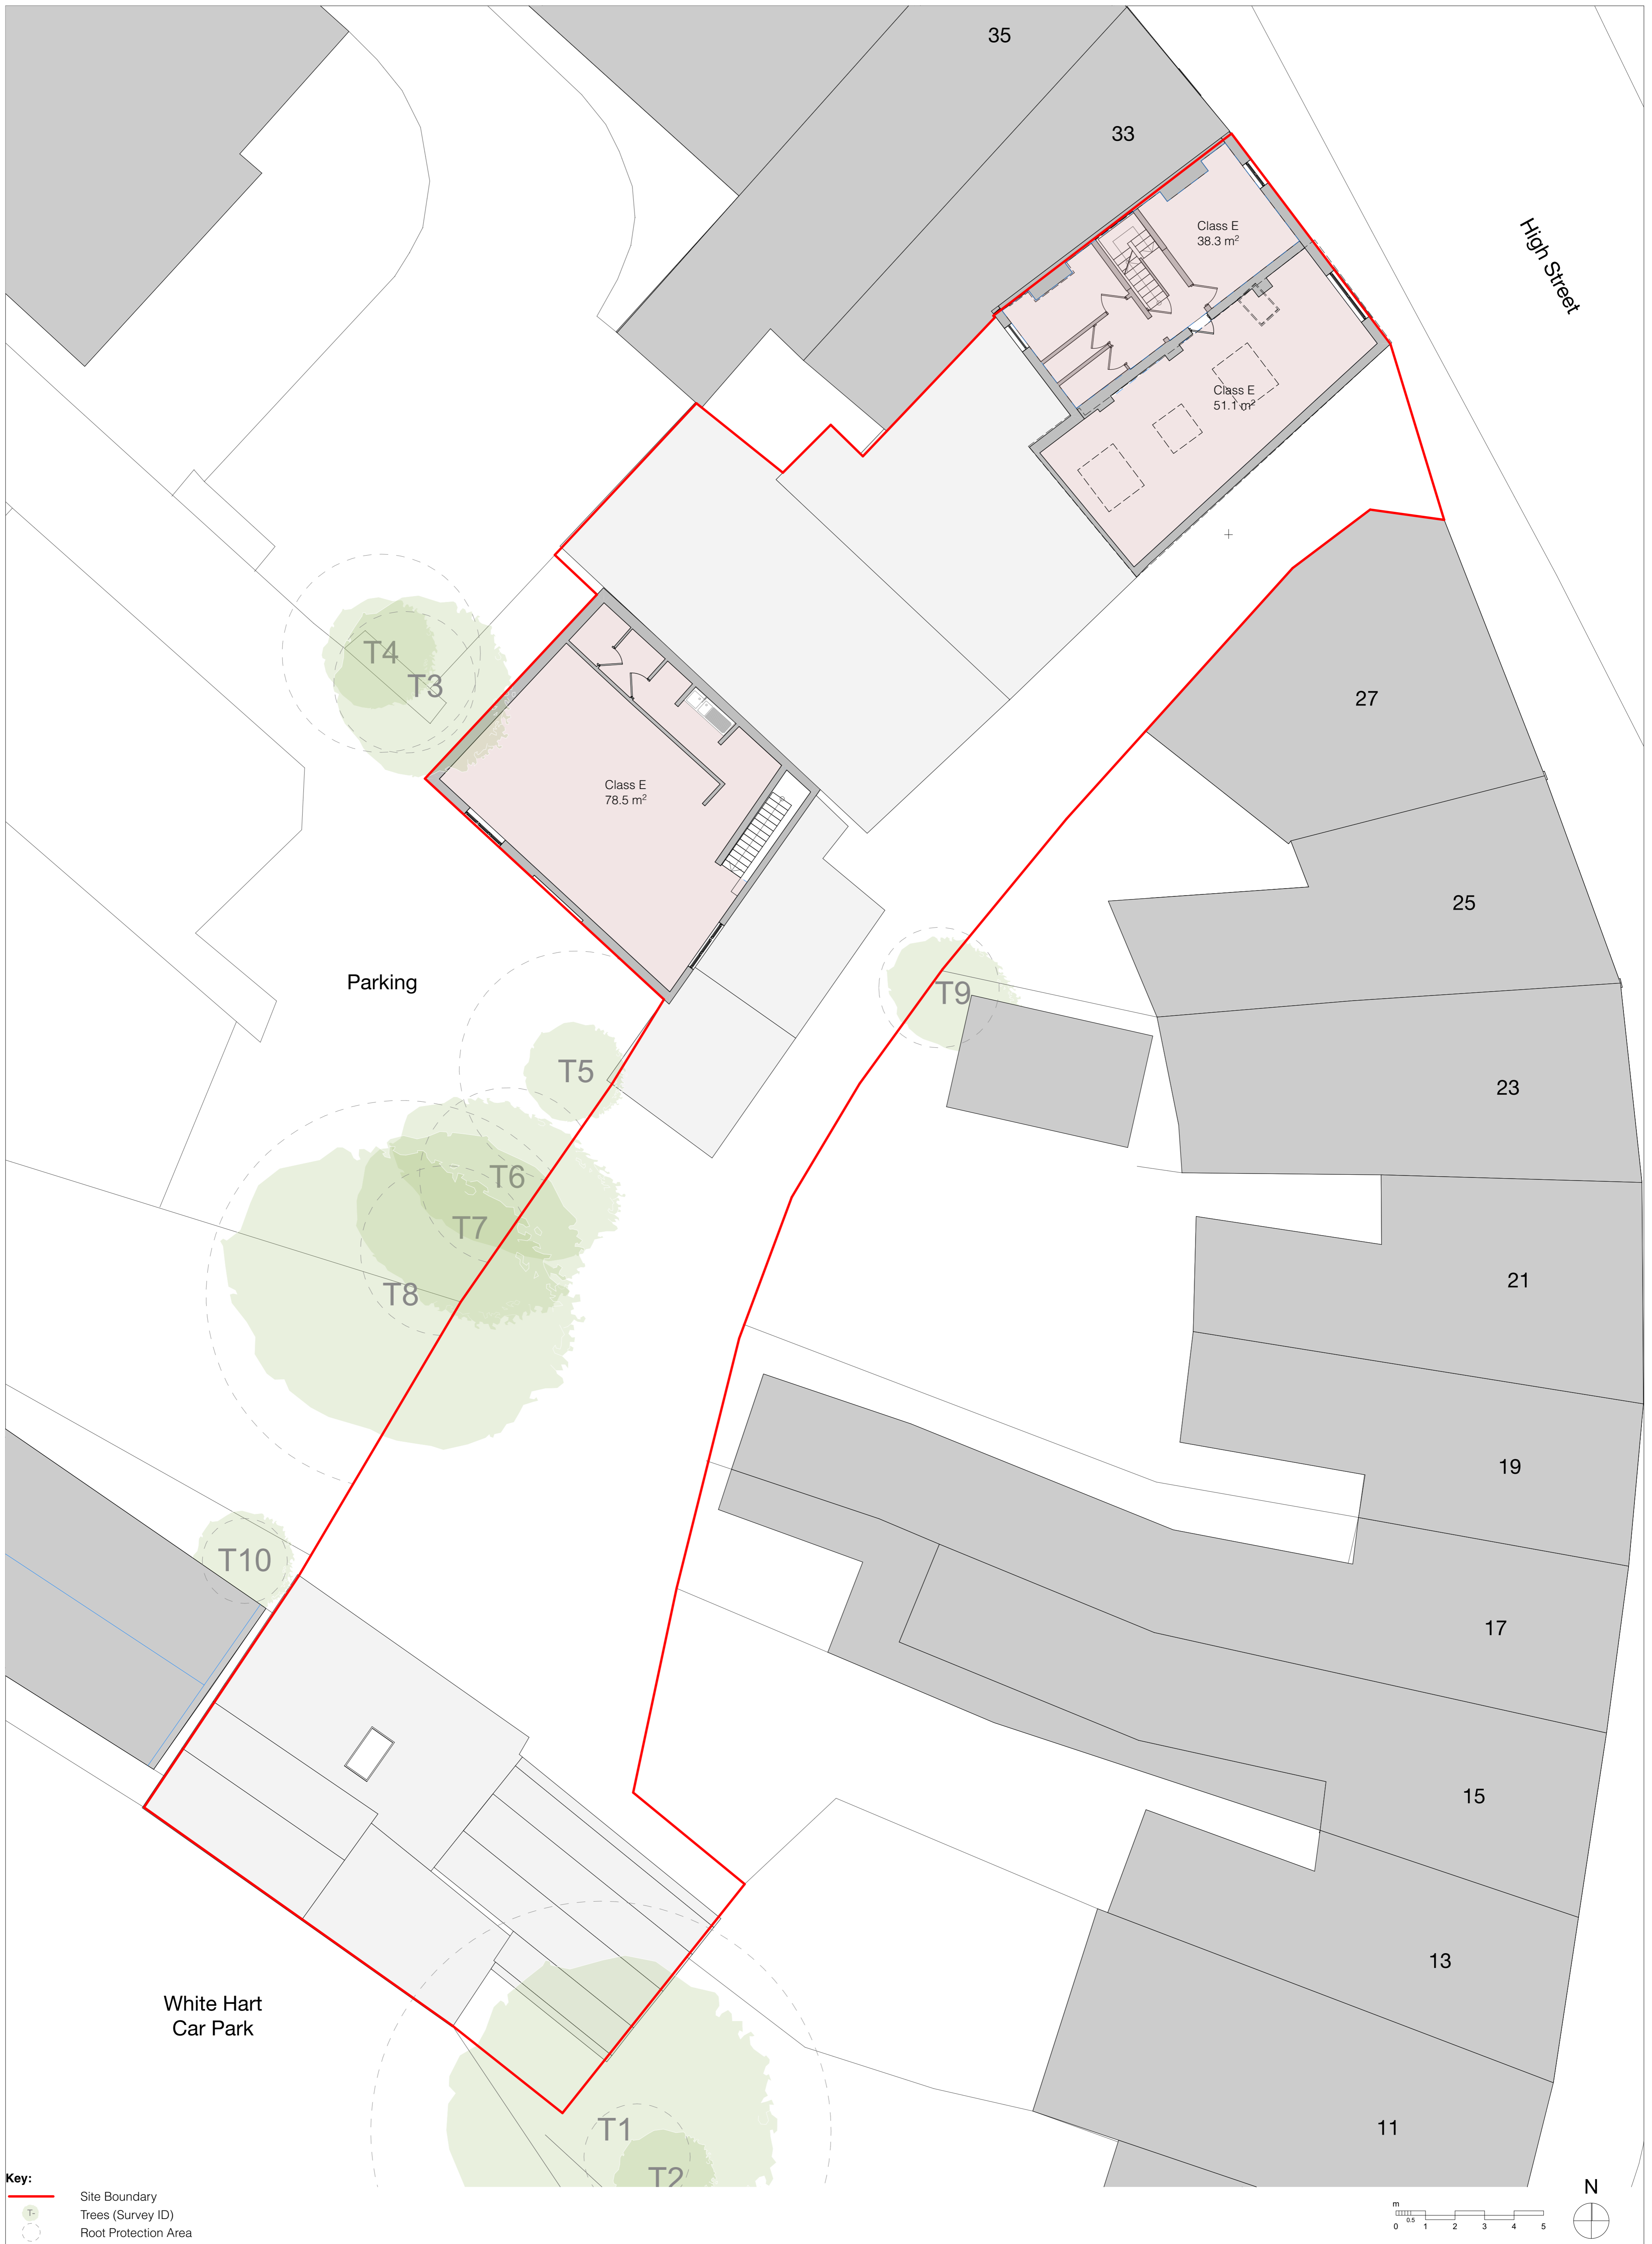 35
33
Class E
38.3 m²
High Street
Class E
51.1 m²
T4
T3
27
Class E
78.5 m²
25
Parking
T9
T5
23
T6
T7
T8
21
19
T10
17
15
13
White Hart
Car Park
T1
T2
11
Key:
Site Boundary
T- Trees (Survey ID)
Root Protection Area
m
0 0.5 1 2 3 4 5
N